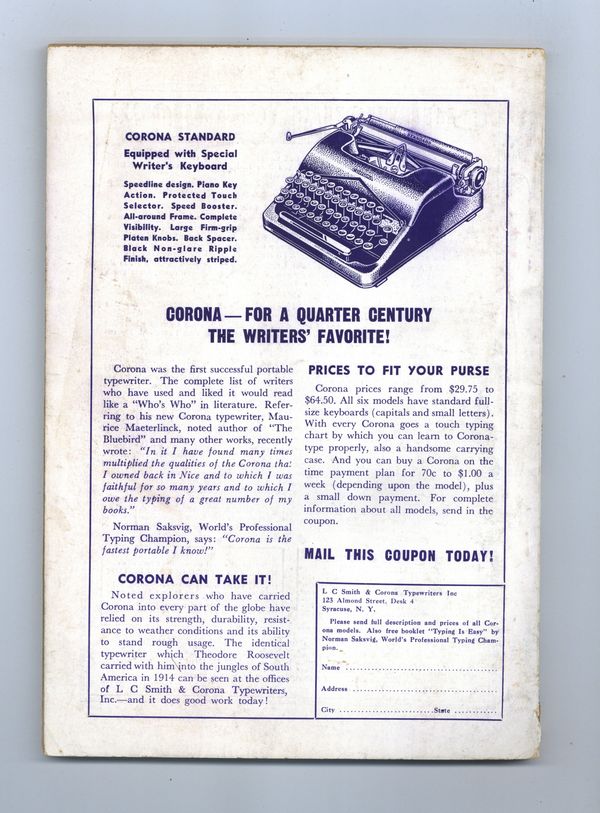 CORONA STANDARD
Equipped with Special
Writer's Keyboard
Speedline design. Piano Key
Action. Protected Touch
Selector. Speed Booster.
All-around Frame. Complete
Visibility. Large Firm-grip
Platen Knobs. Back Spacer.
Black Non-glare Ripple
Finish, attractively striped.
CORONA — FOR A QUARTER CENTURY
THE WRITERS' FAVORITE!
Corona was the first successful portable
typewriter. The complete list of writers
who have used and liked it would read
like a "Who's Who" in literature. Refer-
ring to his new Corona typewriter, Mau-
rice Maeterlinck, noted author of "The
Bluebird" and many other works, recently
wrote: "In it I have found many times
multiplied the qualities of the Corona that
I owned back in Nice and to which I was
faithful for so many years and to which I
owe the typing of a great number of my
books."
Norman Saksvig, World's Professional
Typing Champion, says: "Corona is the
fastest portable I know!"
CORONA CAN TAKE IT!
Noted explorers who have carried
Corona into every part of the globe have
relied on its strength, durability, resist-
ance to weather conditions and its ability
to stand rough usage. The identical
typewriter which Theodore Roosevelt
carried with him into the jungles of South
America in 1914 can be seen at the offices
of L C Smith & Corona Typewriters,
Inc.—and it does good work today!
PRICES TO FIT YOUR PURSE
Corona prices range from $29.75 to
$64.50. All six models have standard full-
size keyboards (capitals and small letters).
With every Corona goes a touch typing
chart by which you can learn to Corona-
type properly, also a handsome carrying
case. And you can buy a Corona on the
time payment plan for 70c to $1.00 a
week (depending upon the model), plus
a small down payment. For complete
information about all models, send in the
coupon.
MAIL THIS COUPON TODAY!
L C Smith & Corona Typewriters Inc
123 Almond Street, Desk 4
Syracuse, N. Y.
Please send full description and prices of all Cor-
ona models. Also free booklet "Typing Is Easy" by
Norman Saksvig, World's Professional Typing Cham-
pion.
Name
Address
City State